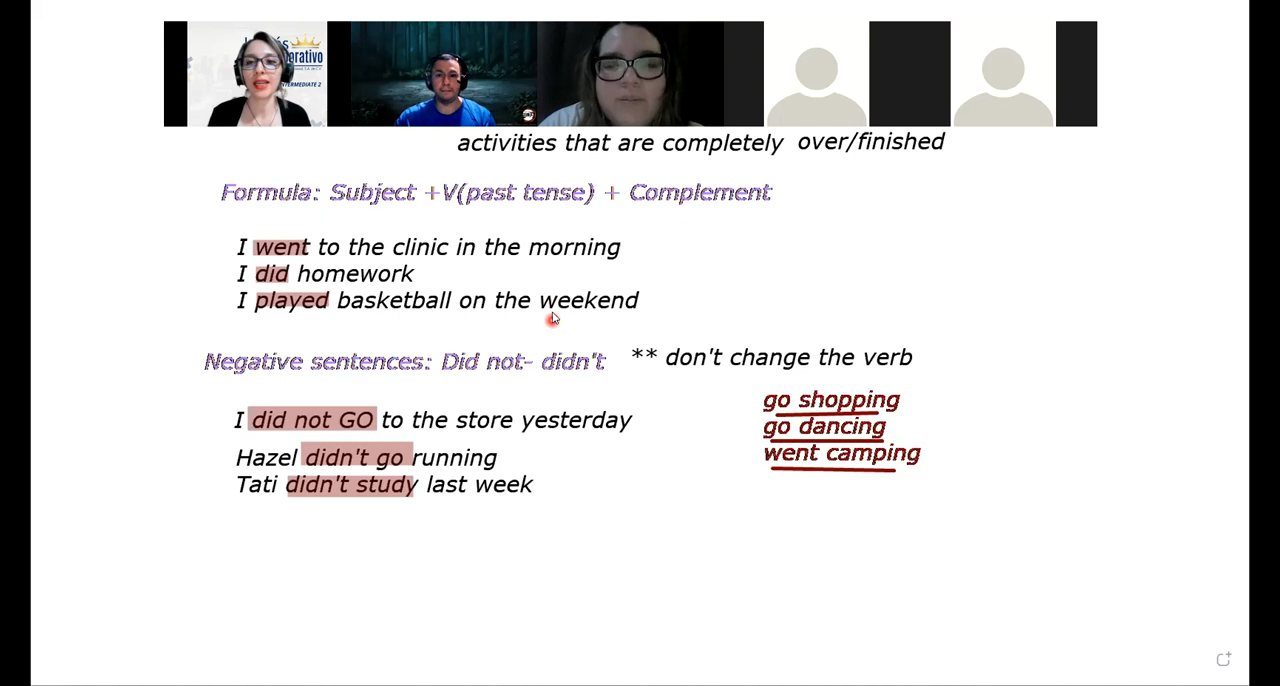 INTERMEDIATE 2
activities that are completely over/finished
Formula: Subject +V(past tense) + Complement
I went to the clinic in the morning
I did homework
I played basketball on the weekend
Negative sentences: Did not- didn't ** don't change the verb
I did not GO to the store yesterday
Hazel didn't go running
Tati didn't study last week
go shopping
go dancing
went camping